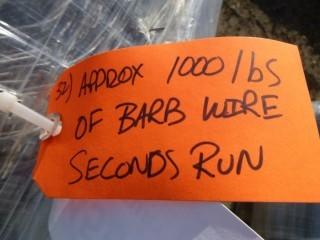 32) APPROX 1000 lbS
OF BARB WIRE
SECONDS RUN